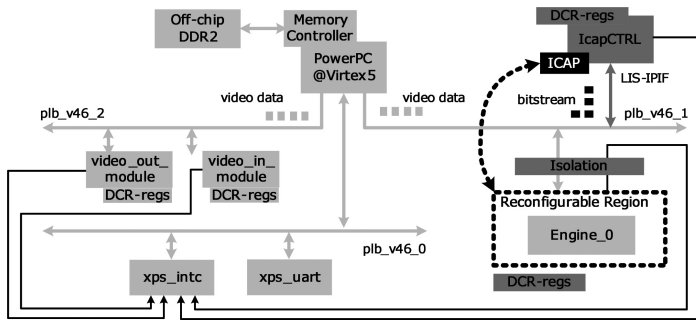 DCR-regs
Off-chip
DDR2
Memory
Controller
IcapCTRL
PowerPC
@Virtex5
ICAP
LIS-IPIF
video data
video data
bitstream
plb_v46_2
plb_v46_1
video_out_
module
video_in_
module
Isolation
DCR-regs
DCR-regs
Reconfigurable Region
Engine_0
plb_v46_0
xps_intc
xps_uart
DCR-regs